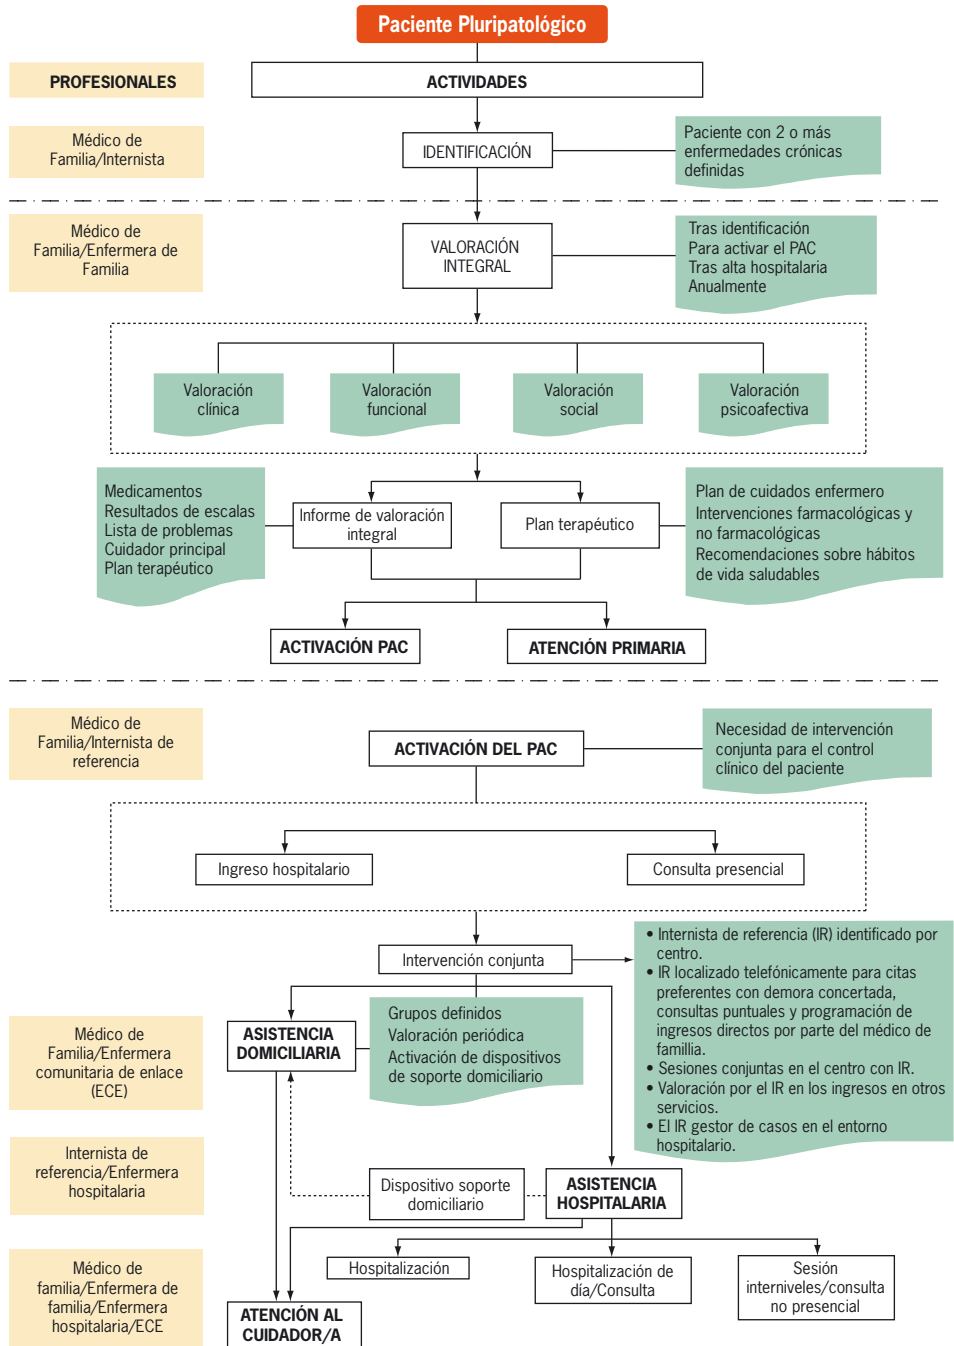 Paciente Pluripatológico
PROFESIONALES
ACTIVIDADES
Médico de
Familia/Internista
IDENTIFICACIÓN
Paciente con 2 o más
enfermedades crónicas
definidas
Médico de
Familia/Enfermera de
Familia
VALORACIÓN
INTEGRAL
Tras identificación
Para activar el PAC
Tras alta hospitalaria
Anualmente
Valoración
clínica
Valoración
funcional
Valoración
social
Valoración
psicoafectiva
Medicamentos
Resultados de escalas
Lista de problemas
Cuidador principal
Plan terapéutico
Informe de valoración
integral
Plan terapéutico
Plan de cuidados enfermero
Intervenciones farmacológicas y
no farmacológicas
Recomendaciones sobre hábitos
de vida saludables
ACTIVACIÓN PAC
ATENCIÓN PRIMARIA
Médico de
Familia/Internista de
referencia
ACTIVACIÓN DEL PAC
Necesidad de intervención
conjunta para el control
clínico del paciente
Ingreso hospitalario
Consulta presencial
Intervención conjunta
• Internista de referencia (IR) identificado por
centro.
• IR localizado telefónicamente para citas
preferentes con demora concertada,
consultas puntuales y programación de
ingresos directos por parte del médico de
famillia.
• Sesiones conjuntas en el centro con IR.
• Valoración por el IR en los ingresos en otros
servicios.
• El IR gestor de casos en el entorno
hospitalario.
Médico de
Familia/Enfermera
comunitaria de enlace
(ECE)
ASISTENCIA
DOMICILIARIA
Grupos definidos
Valoración periódica
Activación de dispositivos
de soporte domiciliario
Internista de
referencia/Enfermera
hospitalaria
Dispositivo soporte
domiciliario
ASISTENCIA
HOSPITALARIA
Médico de
familia/Enfermera de
familia/Enfermera
hospitalaria/ECE
Hospitalización
Hospitalización de
día/Consulta
Sesión
interniveles/consulta
no presencial
ATENCIÓN AL
CUIDADOR/A